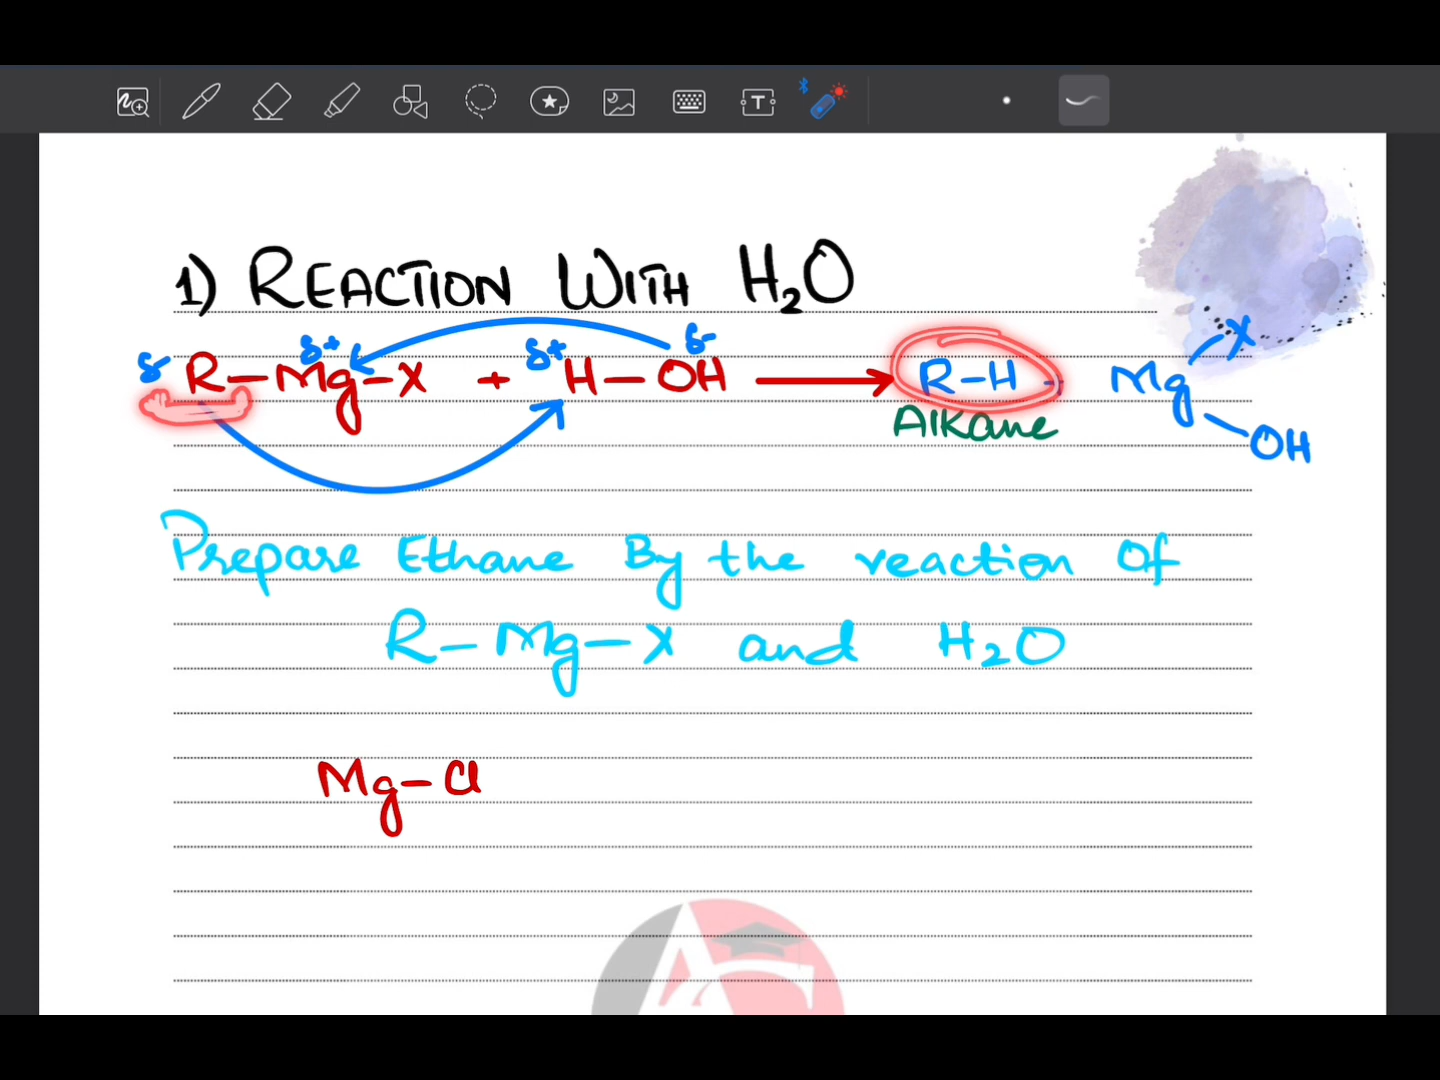 1) REACTION WITH H₂O
δ- δ+ δ+ δ-
R-Mg-X + H-OH → R-H - Mg X OH
Alkane
Prepare Ethane By the reaction Of
R-Mg-X and H₂O
Mg-Cl